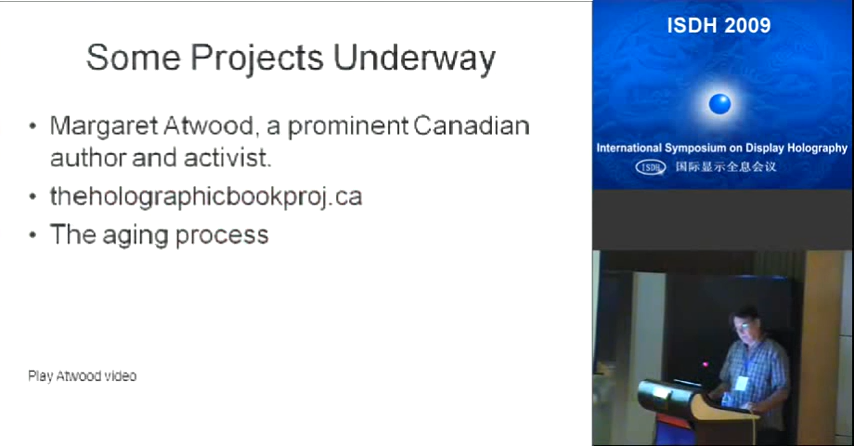 Some Projects Underway
• Margaret Atwood, a prominent Canadian
author and activist.
• theholographicbookproj.ca
• The aging process
Play Atwood video
ISDH 2009
International Symposium on Display Holography
ISDH 国际显示全息会议